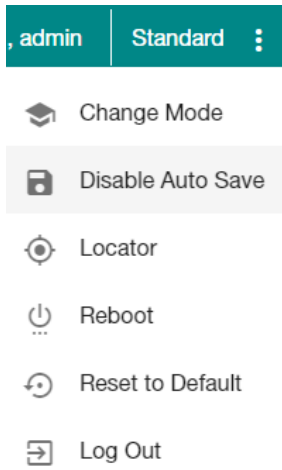 , admin Standard
Change Mode
Disable Auto Save
Locator
Reboot
Reset to Default
Log Out